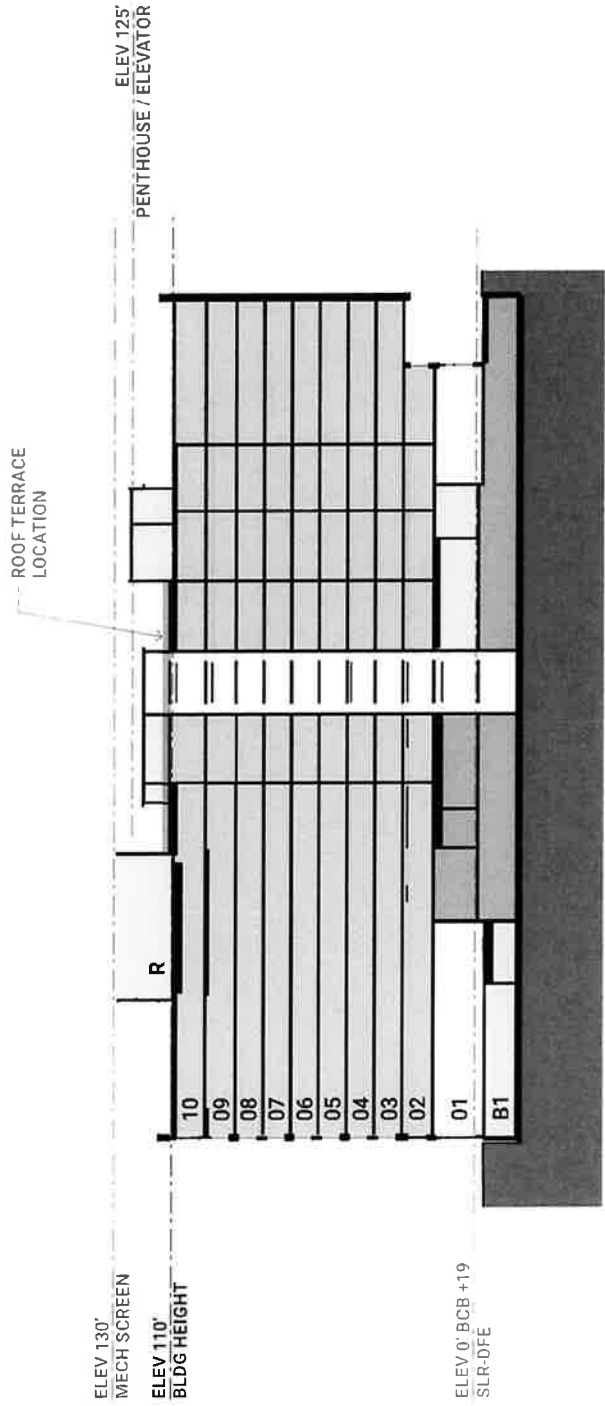 ELEV 125'
PENTHOUSE / ELEVATOR
ROOF TERRACE
LOCATION
ELEV 130'
MECH SCREEN
ELEV 110'
BLDG HEIGHT
R
10
09
08
07
06
05
04
03
02
01
B1
ELEV 0' BCB +19
SLR-DFE